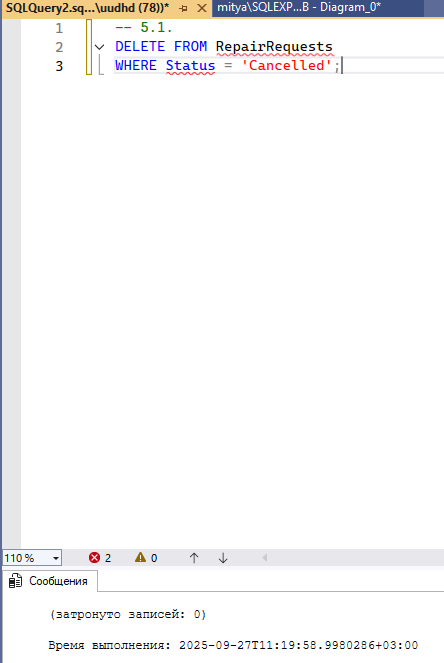 SQLQuery2.sq...\uudhd (78))*
mitya\SQLEXP...B - Diagram_0*
1 -- 5.1.
2 DELETE FROM RepairRequests
3 WHERE Status = 'Cancelled';
110 % 2 0
Сообщения
(затронуто записей: 0)
Время выполнения: 2025-09-27T11:19:58.9980286+03:00